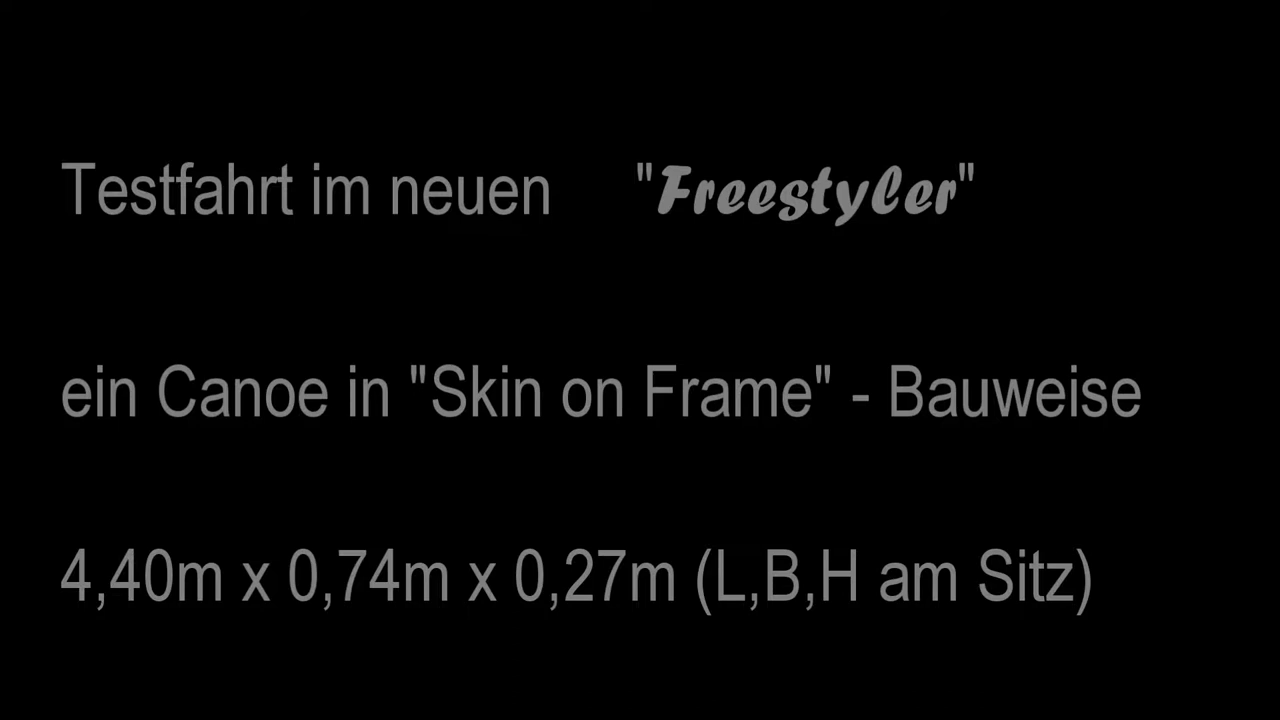 Testfahrt im neuen "Freestyler"
ein Canoe in "Skin on Frame" - Bauweise
4,40m x 0,74m x 0,27m (L,B,H am Sitz)